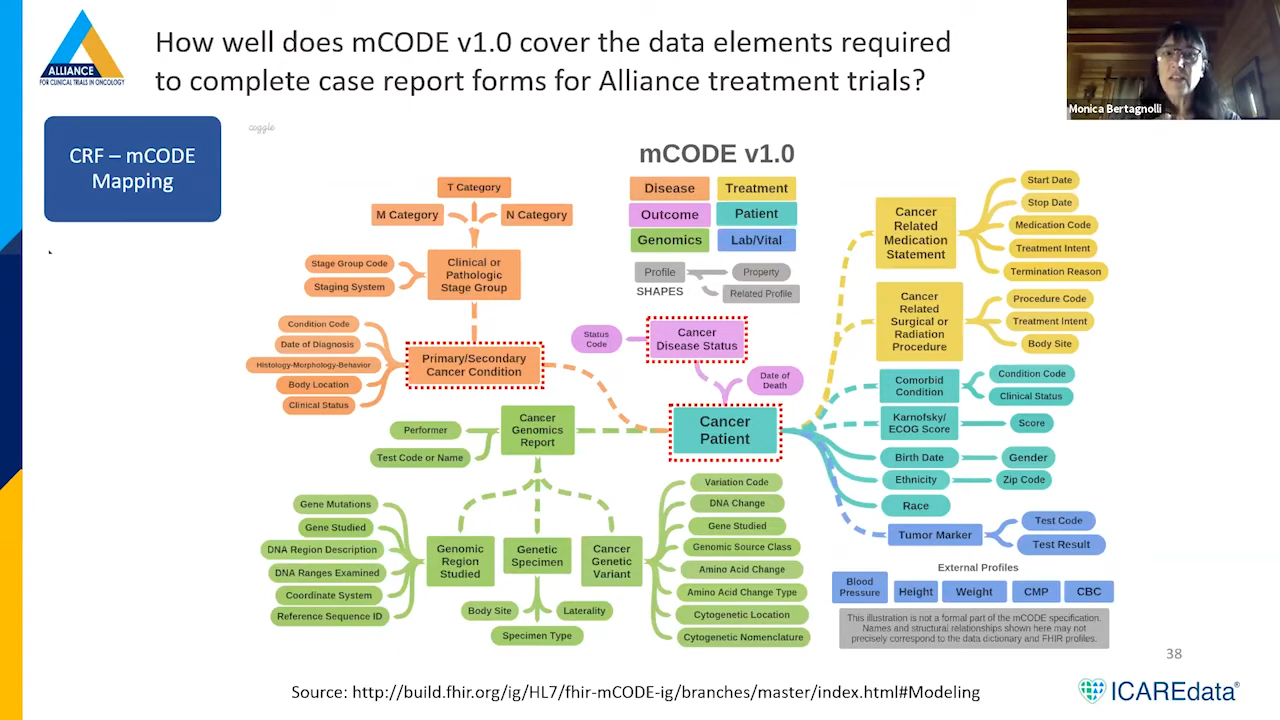 ALLIANCE
FOR CLINICAL TRIALS IN ONCOLOGY
How well does mCODE v1.0 cover the data elements required
to complete case report forms for Alliance treatment trials?
Monica Bertagnolli
CRF – mCODE
Mapping
coggle
mCODE v1.0
Disease
Treatment
Outcome
Patient
Genomics
Lab/Vital
Profile
Property
SHAPES
Related Profile
T Category
M Category
N Category
Clinical or
Pathologic
Stage Group
Stage Group Code
Staging System
Condition Code
Date of Diagnosis
Histology-Morphology-Behavior
Body Location
Clinical Status
Primary/Secondary
Cancer Condition
Status
Code
Cancer
Disease Status
Date of
Death
Cancer
Patient
Cancer
Related
Medication
Statement
Start Date
Stop Date
Medication Code
Treatment Intent
Termination Reason
Cancer
Related
Surgical or
Radiation
Procedure
Procedure Code
Treatment Intent
Body Site
Comorbid
Condition
Condition Code
Clinical Status
Karnofsky/
ECOG Score
Score
Birth Date
Gender
Ethnicity
Zip Code
Race
Tumor Marker
Test Code
Test Result
Cancer
Genomics
Report
Performer
Test Code or Name
Gene Mutations
Gene Studied
DNA Region Description
DNA Ranges Examined
Coordinate System
Reference Sequence ID
Genomic
Region
Studied
Genetic
Specimen
Body Site
Laterality
Specimen Type
Cancer
Genetic
Variant
Variation Code
DNA Change
Gene Studied
Genomic Source Class
Amino Acid Change
Amino Acid Change Type
Cytogenetic Location
Cytogenetic Nomenclature
External Profiles
Blood
Pressure
Height
Weight
CMP
CBC
This illustration is not a formal part of the mCODE specification.
Names and structural relationships shown here may not
precisely correspond to the data dictionary and FHIR profiles.
38
Source: http://build.fhir.org/ig/HL7/fhir-mCODE-ig/branches/master/index.html#Modeling
ICAREdata®